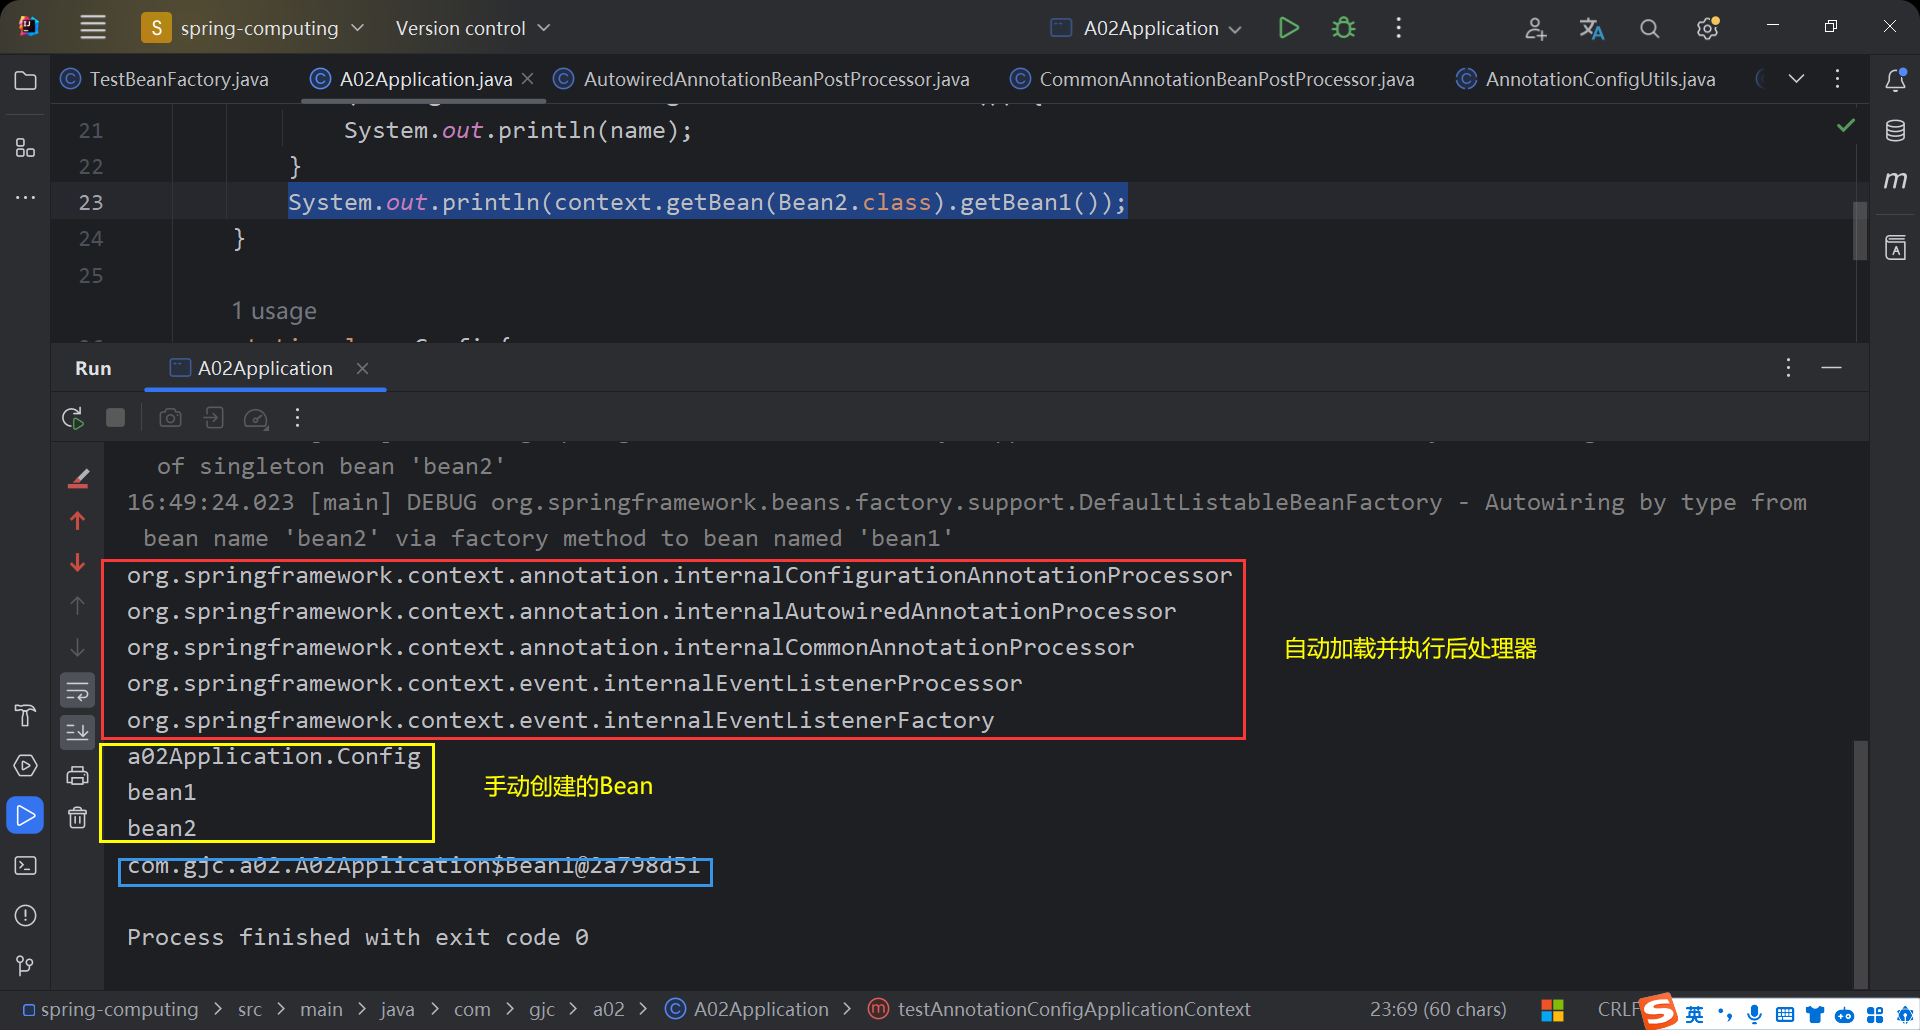 S spring-computing Version control A02Application
TestBeanFactory.java A02Application.java AutowiredAnnotationBeanPostProcessor.java CommonAnnotationBeanPostProcessor.java AnnotationConfigUtils.java
21 System.out.println(name);
22 }
23 System.out.println(context.getBean(Bean2.class).getBean1());
24 }
25
1 usage
Run A02Application
of singleton bean 'bean2'
16:49:24.023 [main] DEBUG org.springframework.beans.factory.support.DefaultListableBeanFactory - Autowiring by type from
bean name 'bean2' via factory method to bean named 'bean1'
org.springframework.context.annotation.internalConfigurationAnnotationProcessor
org.springframework.context.annotation.internalAutowiredAnnotationProcessor
org.springframework.context.annotation.internalCommonAnnotationProcessor
自动加载并执行后处理器
org.springframework.context.event.internalEventListenerProcessor
org.springframework.context.event.internalEventListenerFactory
a02Application.Config
手动创建的Bean
bean1
bean2
com.gjc.a02.A02Application$Bean1@2a798d51
Process finished with exit code 0
spring-computing src main java com gjc a02 A02Application testAnnotationConfigApplicationContext 23:69 (60 chars) CRLF 英